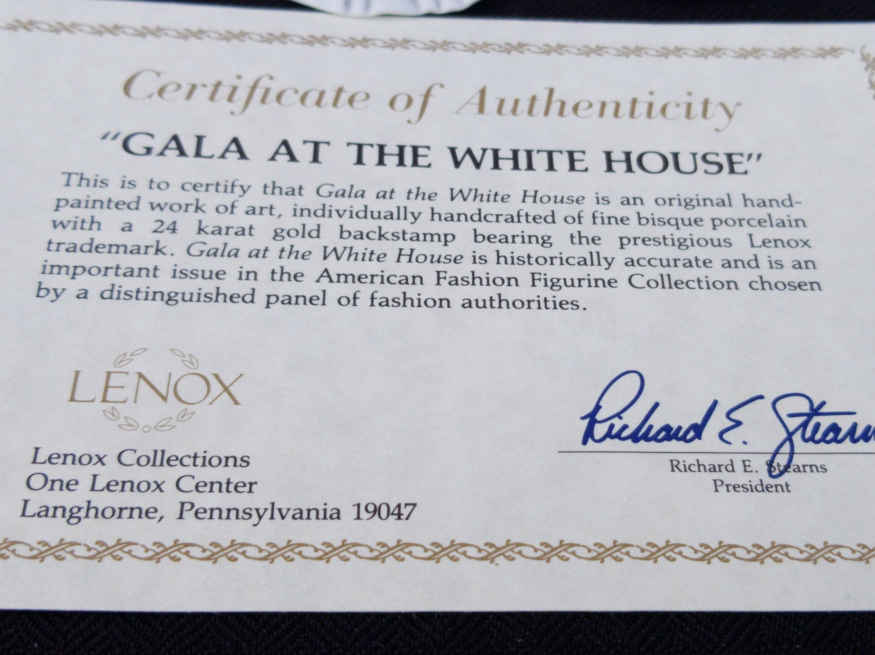 Certificate of Authenticity
"GALA AT THE WHITE HOUSE"
This is to certify that Gala at the White House is an original hand-
painted work of art, individually handcrafted of fine bisque porcelain
with a 24 karat gold backstamp bearing the prestigious Lenox
trademark. Gala at the White House is historically accurate and is an
important issue in the American Fashion Figurine Collection chosen
by a distinguished panel of fashion authorities.
LENOX
Lenox Collections
One Lenox Center
Langhorne, Pennsylvania 19047
Richard E. Stearns
Richard E. Stearns
President